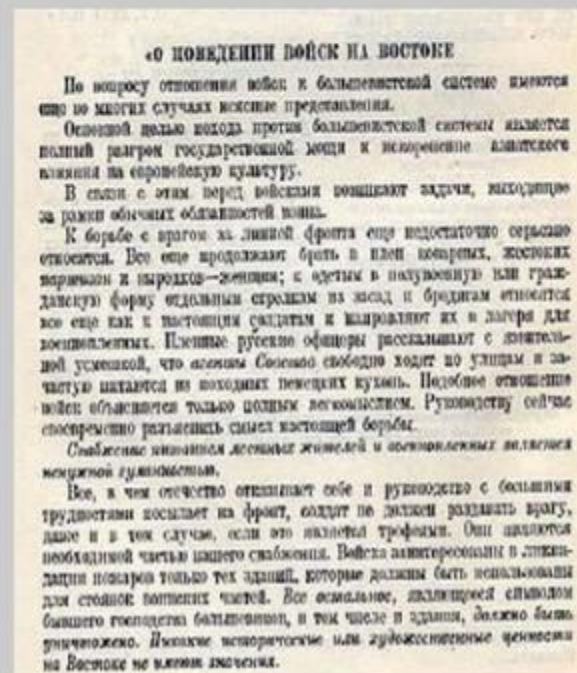 «О ПОВЕДЕНИИ ВОЙСК НА ВОСТОКЕ
По вопросу отношения войск к большевистской системе имеются
еще во многих случаях неясные представления.
Основной целью похода против большевистской системы является
полный разгром государственной мощи и искоренение азиатского
влияния на европейскую культуру.
В связи с этим перед войсками возникают задачи, выходящие
за рамки обычных обязанностей воина.
К борьбе с врагом за линией фронта еще недостаточно серьезно
относятся. Все еще продолжают брать в плен коварных, жестоких
партизан и выродков—женщин; к одетым в полувоенную или граж-
данскую форму отдельным стрелкам из засад и бродягам относятся
все еще как к настоящим солдатам и направляют их в лагеря для
военнопленных. Пленные русские офицеры рассказывают с язвитель-
ной усмешкой, что агенты Советов свободно ходят по улицам и за-
частую питаются из походных немецких кухонь. Подобное отношение
войск объясняется только полным легкомыслием. Руководству сейчас
своевременно разъяснить смысл настоящей борьбы.
Снабжение питанием местных жителей и военнопленных является
ненужной гуманностью.
Все, в чем отечество отказывает себе и руководство с большими
трудностями посылает на фронт, солдат не должен раздавать врагу,
даже и в том случае, если это является трофеями. Они являются
необходимой частью нашего снабжения. Войска заинтересованы в ликви-
дации пожаров только тех зданий, которые должны быть использованы
для стоянок воинских частей. Все остальное, являющееся символом
бывшего господства большевиков, в том числе и здания, должно быть
уничтожено. Никакие исторические или художественные ценности
на Востоке не имеют значения.